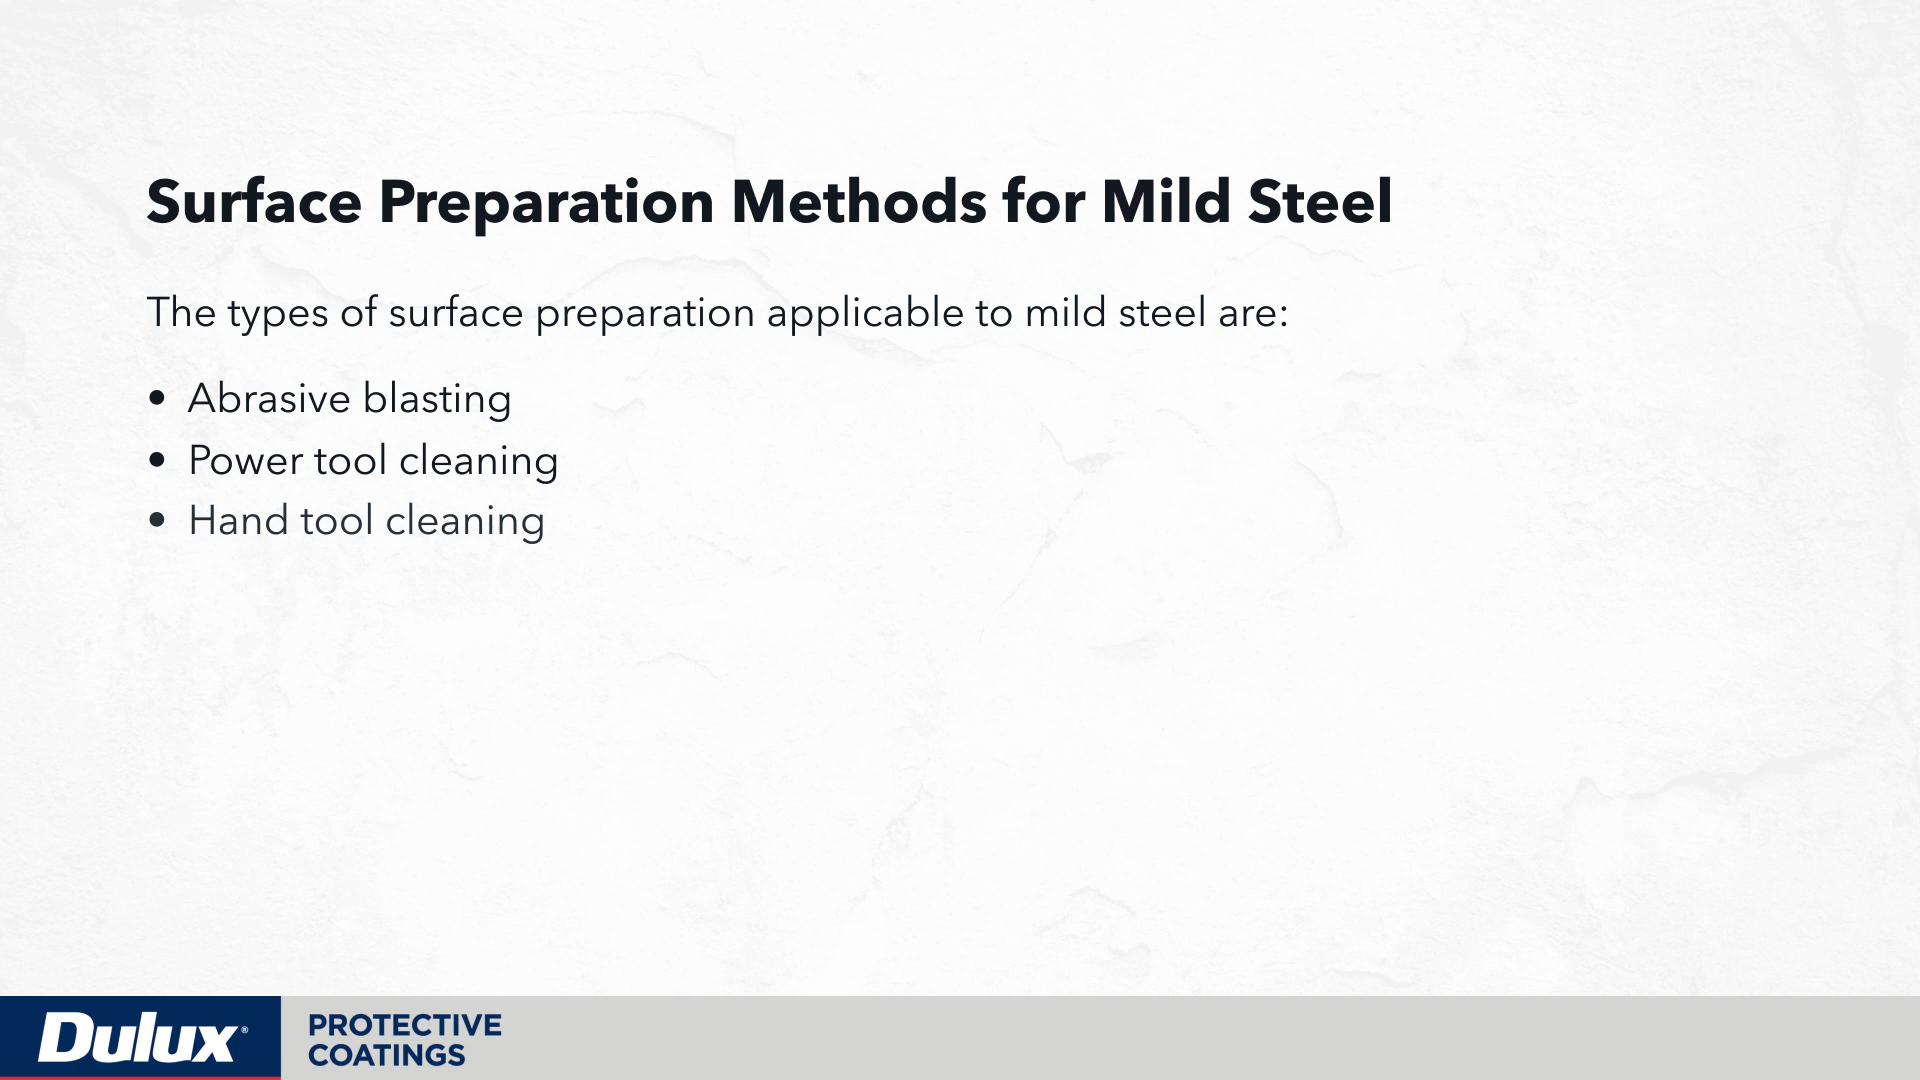 Surface Preparation Methods for Mild Steel
The types of surface preparation applicable to mild steel are:
• Abrasive blasting
• Power tool cleaning
• Hand tool cleaning
Dulux®
PROTECTIVE
COATINGS